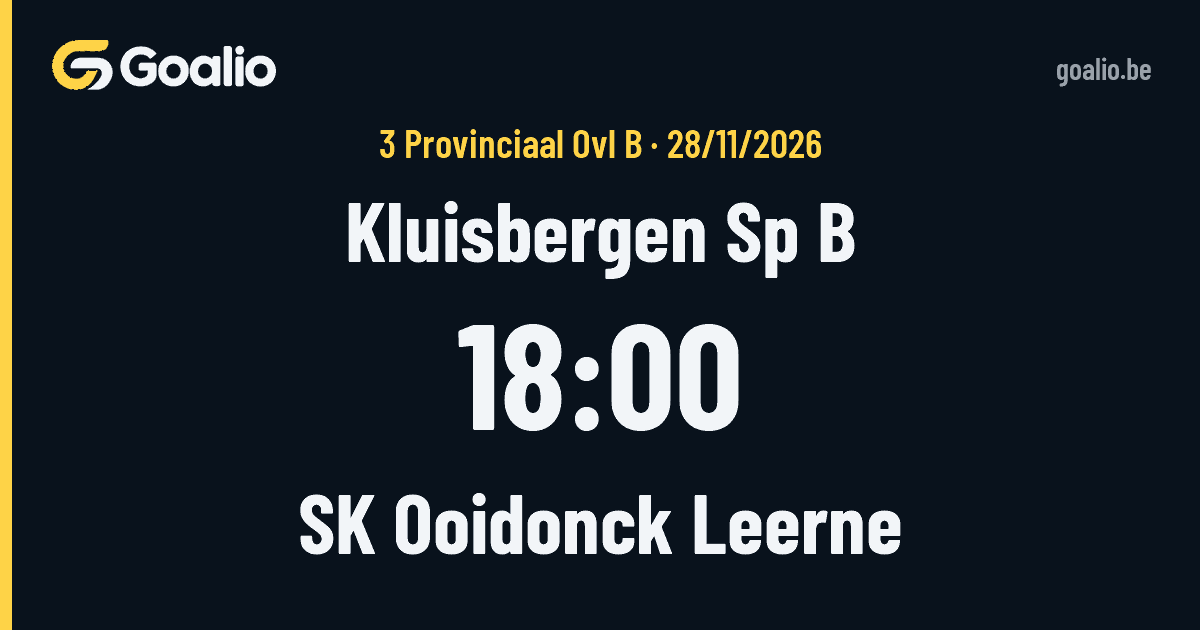 Goalio
goalio.be
3 Provinciaal Ovl B · 28/11/2026
Kluisbergen Sp B
18:00
SK Ooidonck Leerne